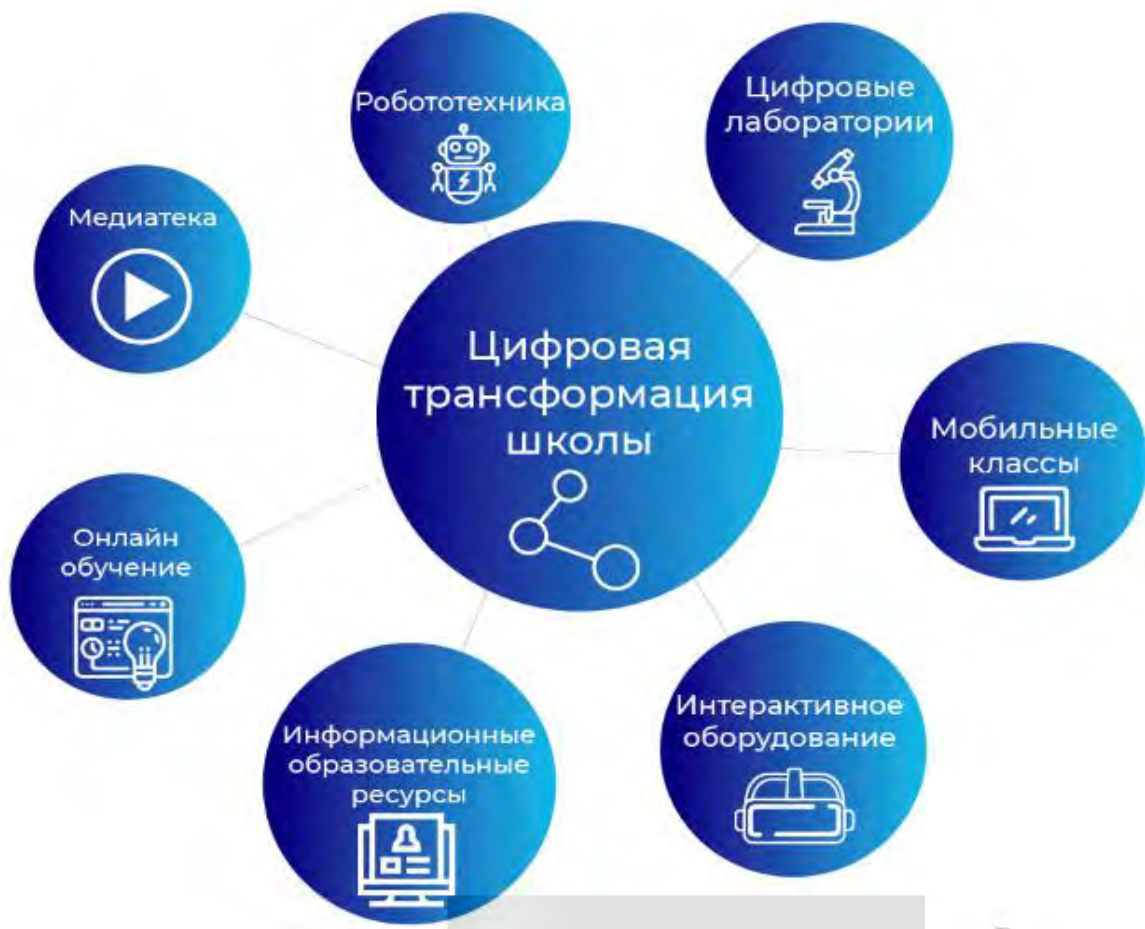 Робототехника
Цифровые
лаборатории
Медиатека
Цифровая
трансформация
школы
Мобильные
классы
Онлайн
обучение
Интерактивное
оборудование
Информационные
образовательные
ресурсы